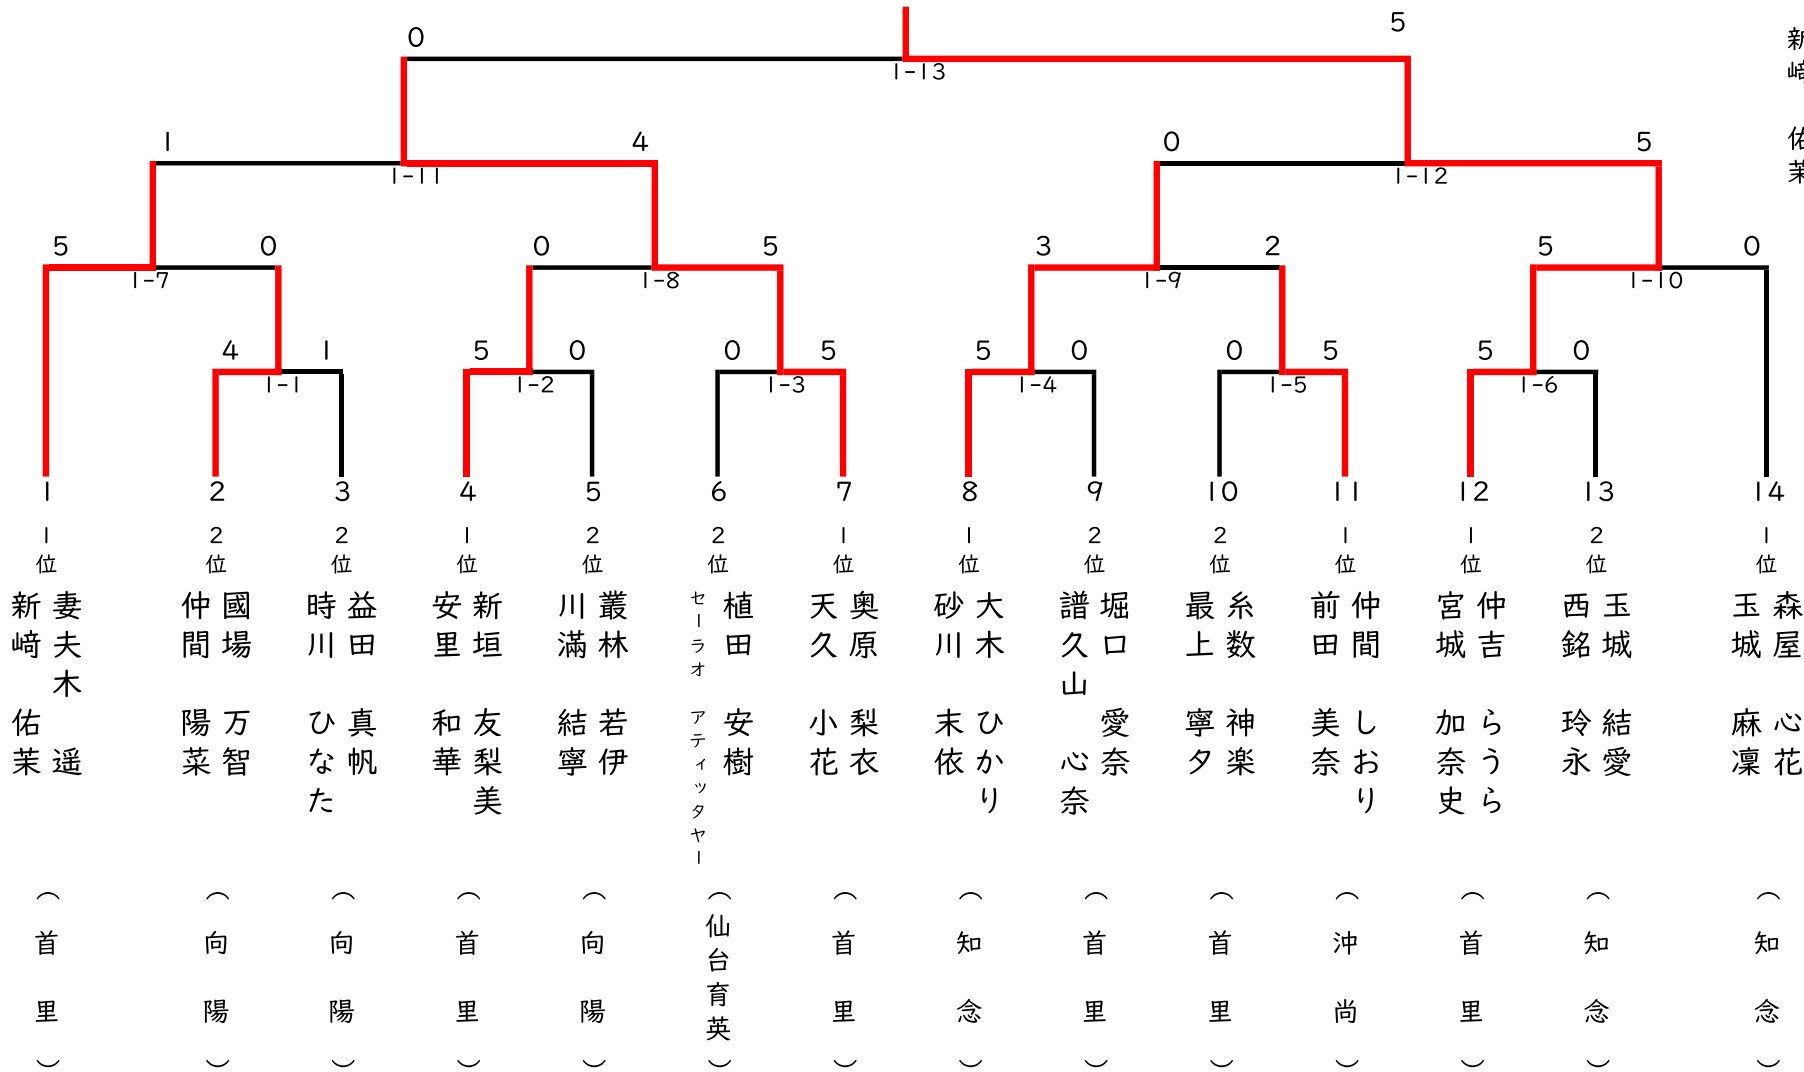 0
5
1-13
新﨑 佑茉
1
4
1-11
0
5
1-12
5
0
1-7
0
5
1-8
3
2
1-9
5
0
1-10
4
1
1-1
5
0
1-2
0
5
1-3
5
0
1-4
0
5
1-5
5
0
1-6
1
1位
新﨑 佑茉
妻夫木 遥
(首里)
2
2位
仲間 陽菜
國場 万智
(向陽)
3
2位
時川 ひなた
益田 真帆
(向陽)
4
1位
安里 和華
新垣 友梨美
(首里)
5
2位
川滿 結寧
叢林 若伊
(向陽)
6
2位
セーラオ アティッタヤー
植田 安樹
(仙台育英)
7
1位
天久 小花
奥原 梨衣
(首里)
8
1位
砂川 末依
大木 ひかり
(知念)
9
2位
譜久山 心奈
堀口 愛奈
(首里)
10
2位
最上 寧夕
糸数 神楽
(首里)
11
1位
前田 美奈
仲間 しおり
(沖尚)
12
1位
宮城 加奈史
仲吉 らうら
(首里)
13
2位
西銘 玲永
玉城 結愛
(知念)
14
1位
玉城 麻凜
森屋 心花
(知念)